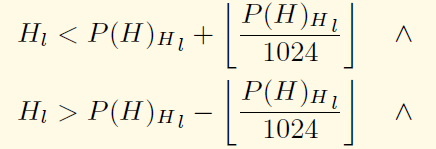 H_l < P(H)_{H_l} + ⌊P(H)_{H_l} / 1024⌋ ∧
H_l > P(H)_{H_l} − ⌊P(H)_{H_l} / 1024⌋ ∧